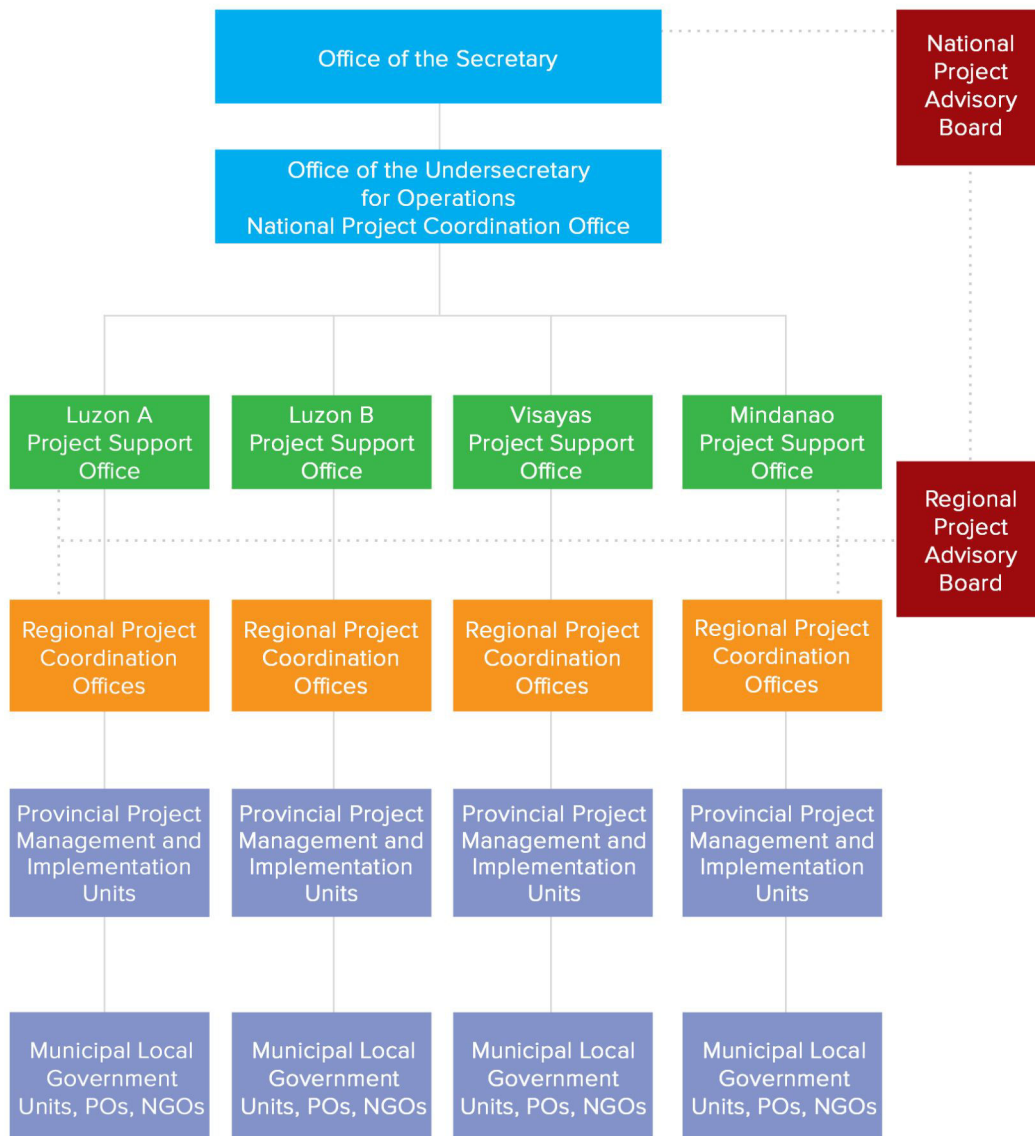 Office of the Secretary
National
Project
Advisory
Board
Office of the Undersecretary
for Operations
National Project Coordination Office
Luzon A
Project Support
Office
Luzon B
Project Support
Office
Visayas
Project Support
Office
Mindanao
Project Support
Office
Regional
Project
Advisory
Board
Regional Project
Coordination
Offices
Regional Project
Coordination
Offices
Regional Project
Coordination
Offices
Regional Project
Coordination
Offices
Provincial Project
Management and
Implementation
Units
Provincial Project
Management and
Implementation
Units
Provincial Project
Management and
Implementation
Units
Provincial Project
Management and
Implementation
Units
Municipal Local
Government
Units, POs, NGOs
Municipal Local
Government
Units, POs, NGOs
Municipal Local
Government
Units, POs, NGOs
Municipal Local
Government
Units, POs, NGOs